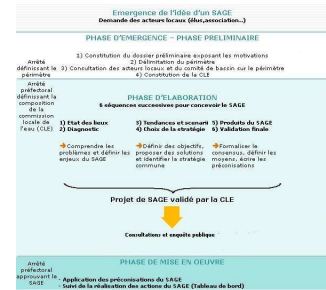 Emergence de l'idée d'un SAGE
Demande des acteurs locaux (élus,association...)
PHASE D'EMERGENCE - PHASE PRELIMINAIRE
1) Constitution du dossier préliminaire exposant les motivations
2) Délimitation du périmètre
3) Consultation des acteurs locaux et du comité de bassin sur le périmètre
4) Constitution de la CLE
Arrêté
définissant le
périmètre
Arrêté
préfectoral
définissant la
composition
de la
commission
locale de
l'eau (CLE)
PHASE D'ELABORATION
6 séquences successives pour concevoir le SAGE
1) Etat des lieux
2) Diagnostic
➔Comprendre les
problèmes et définir les
enjeux du SAGE
3) Tendances et scenarii
4) Choix de la stratégie
➔Définir des objectifs,
proposer des solutions
et identifier la stratégie
commune
5) Produits du SAGE
6) Validation finale
➔Formaliser le
consensus, définir les
moyens, écrire les
préconisations
Projet de SAGE validé par la CLE
Consultations et enquête publique
Arrêté
préfectoral
approuvant le
SAGE
PHASE DE MISE EN OEUVRE
- Application des préconisations du SAGE
- Suivi de la réalisation des actions du SAGE (Tableau de bord)